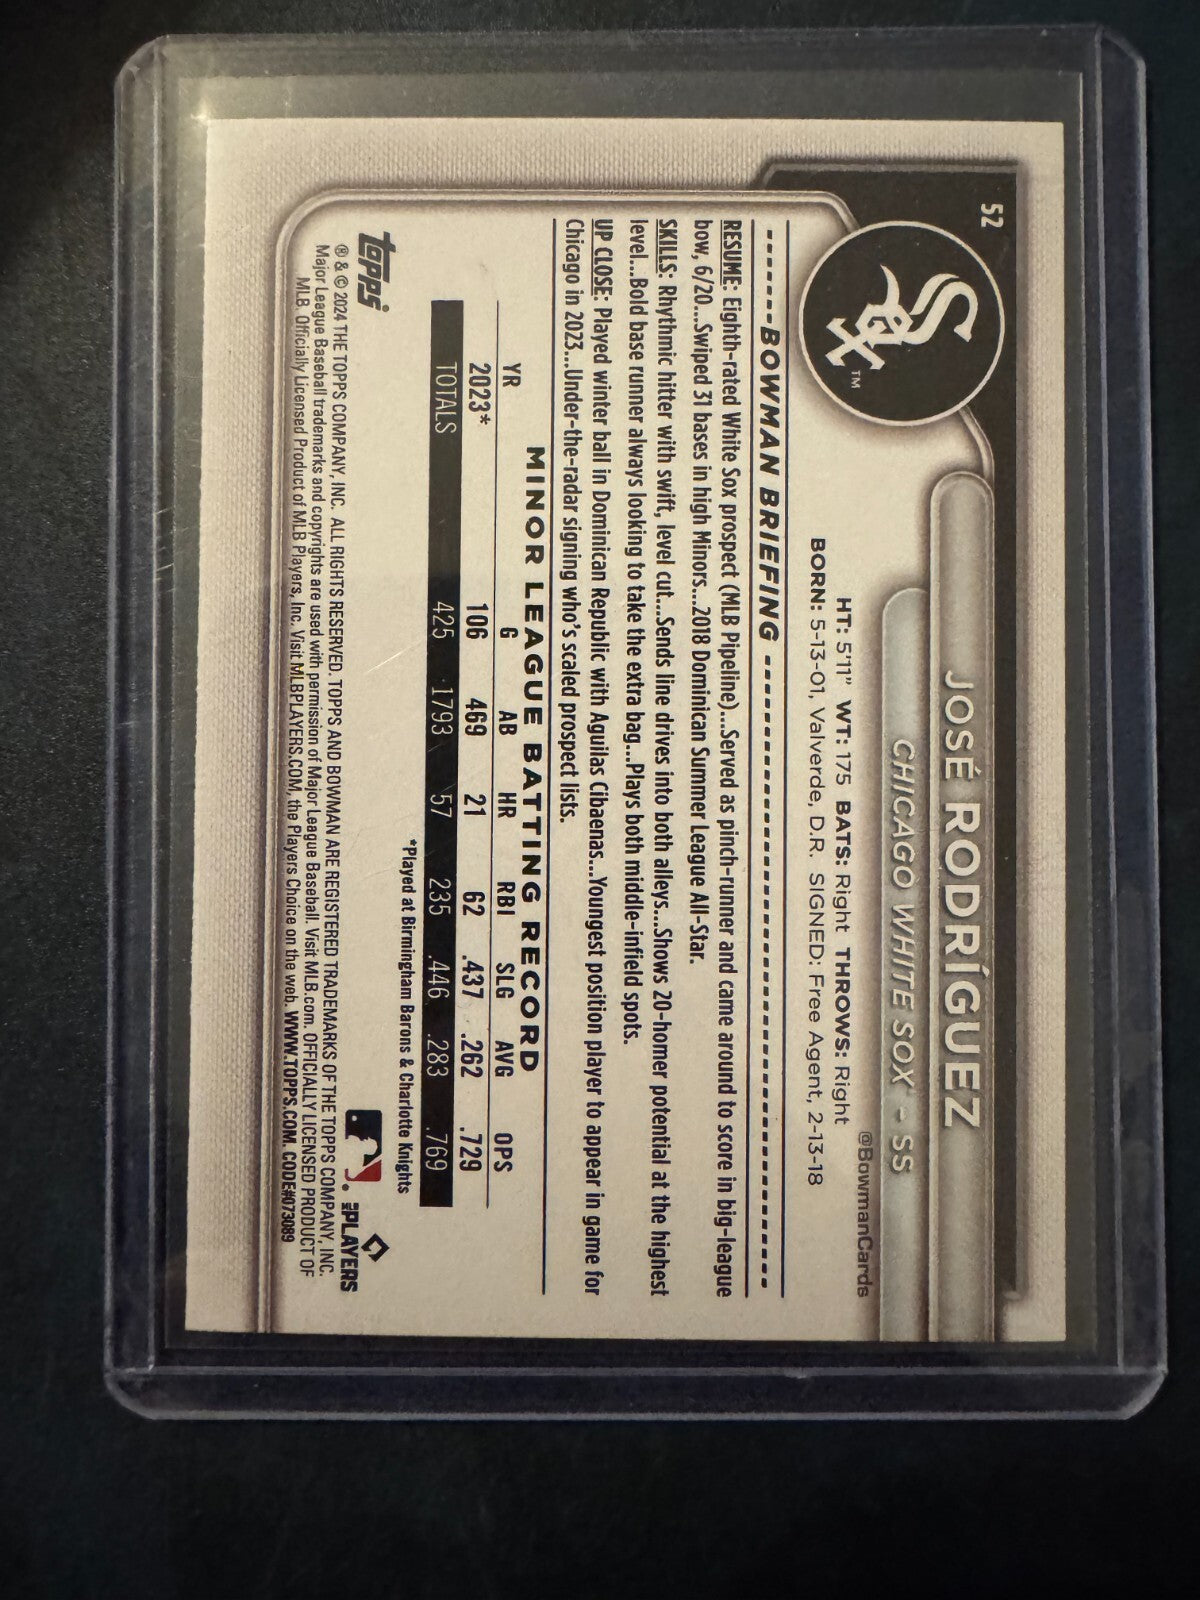 52
Sox TM
JOSÉ RODRÍGUEZ
CHICAGO WHITE SOX - SS
@BowmanCards
HT: 5'11" WT: 175 BATS: Right THROWS: Right
BORN: 5-13-01, Valverde, D.R. SIGNED: Free Agent, 2-13-18
BOWMAN BRIEFING
RESUME: Eighth-rated White Sox prospect (MLB Pipeline)....Served as pinch-runner and came around to score in big-league
bow, 6/20....Swiped 31 bases in high Minors...2018 Dominican Summer League All-Star.
SKILLS: Rhythmic hitter with swift, level cut....Sends line drives into both alleys....Shows 20-homer potential at the highest
level...Bold base runner always looking to take the extra bag...Plays both middle-infield spots.
UP CLOSE: Played winter ball in Dominican Republic with Aguilas Cibaenas...Youngest position player to appear in game for
Chicago in 2023...Under-the-radar signing who's scaled prospect lists.
MINOR LEAGUE BATTING RECORD
YR G AB HR RBI SLG AVG OPS
2023* 106 469 21 62 .437 .262 .729
TOTALS 425 1793 57 235 .446 .283 .769
*Played at Birmingham Barons & Charlotte Knights
topps
MLB PLAYERS
® & © 2024 THE TOPPS COMPANY, INC. ALL RIGHTS RESERVED. TOPPS AND BOWMAN ARE REGISTERED TRADEMARKS OF THE TOPPS COMPANY, INC.
Major League Baseball trademarks and copyrights are used with permission of Major League Baseball. Visit MLB.com. OFFICIALLY LICENSED PRODUCT OF
MLB. Officially Licensed Product of MLB Players, Inc. Visit MLBPLAYERS.COM, the Players Choice on the web. WWW.TOPPS.COM. CODE#073089